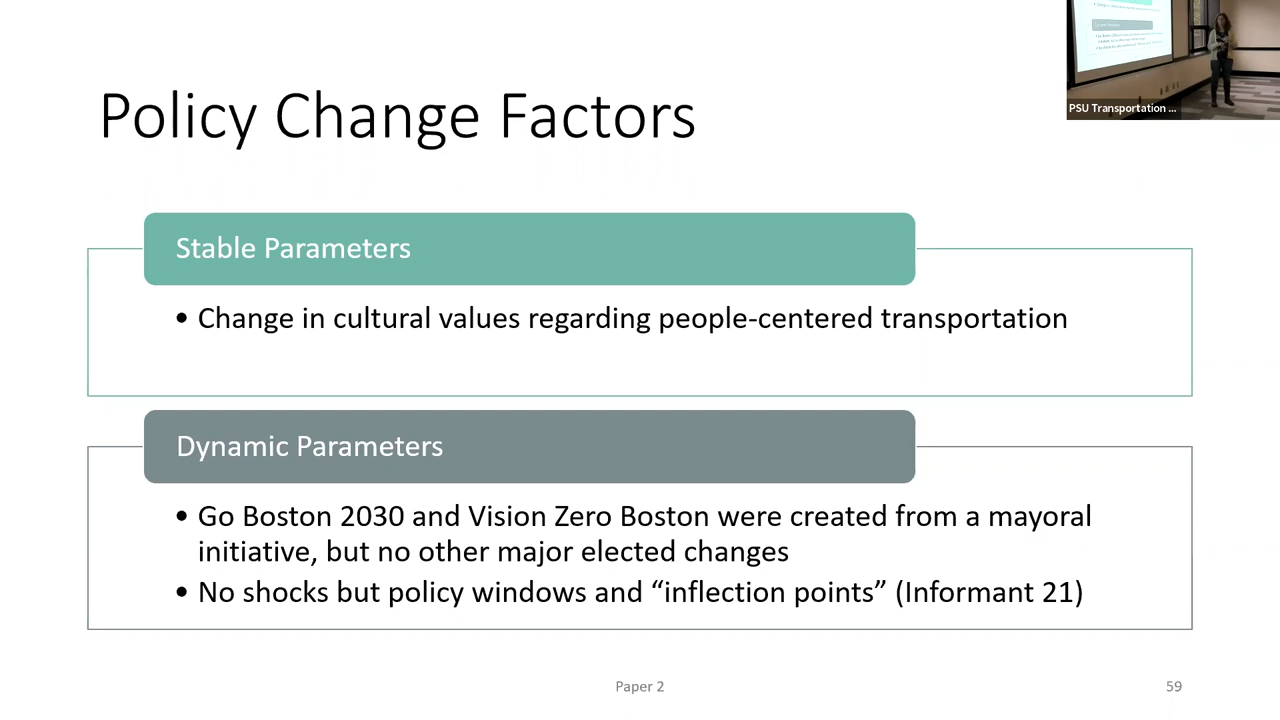 Policy Change Factors
PSU Transportation ...
Stable Parameters
• Change in cultural values regarding people-centered transportation
Dynamic Parameters
• Go Boston 2030 and Vision Zero Boston were created from a mayoral
initiative, but no other major elected changes
• No shocks but policy windows and “inflection points” (Informant 21)
Paper 2
59